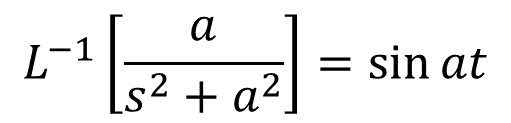 L⁻¹ [a / (s² + a²)] = sin at